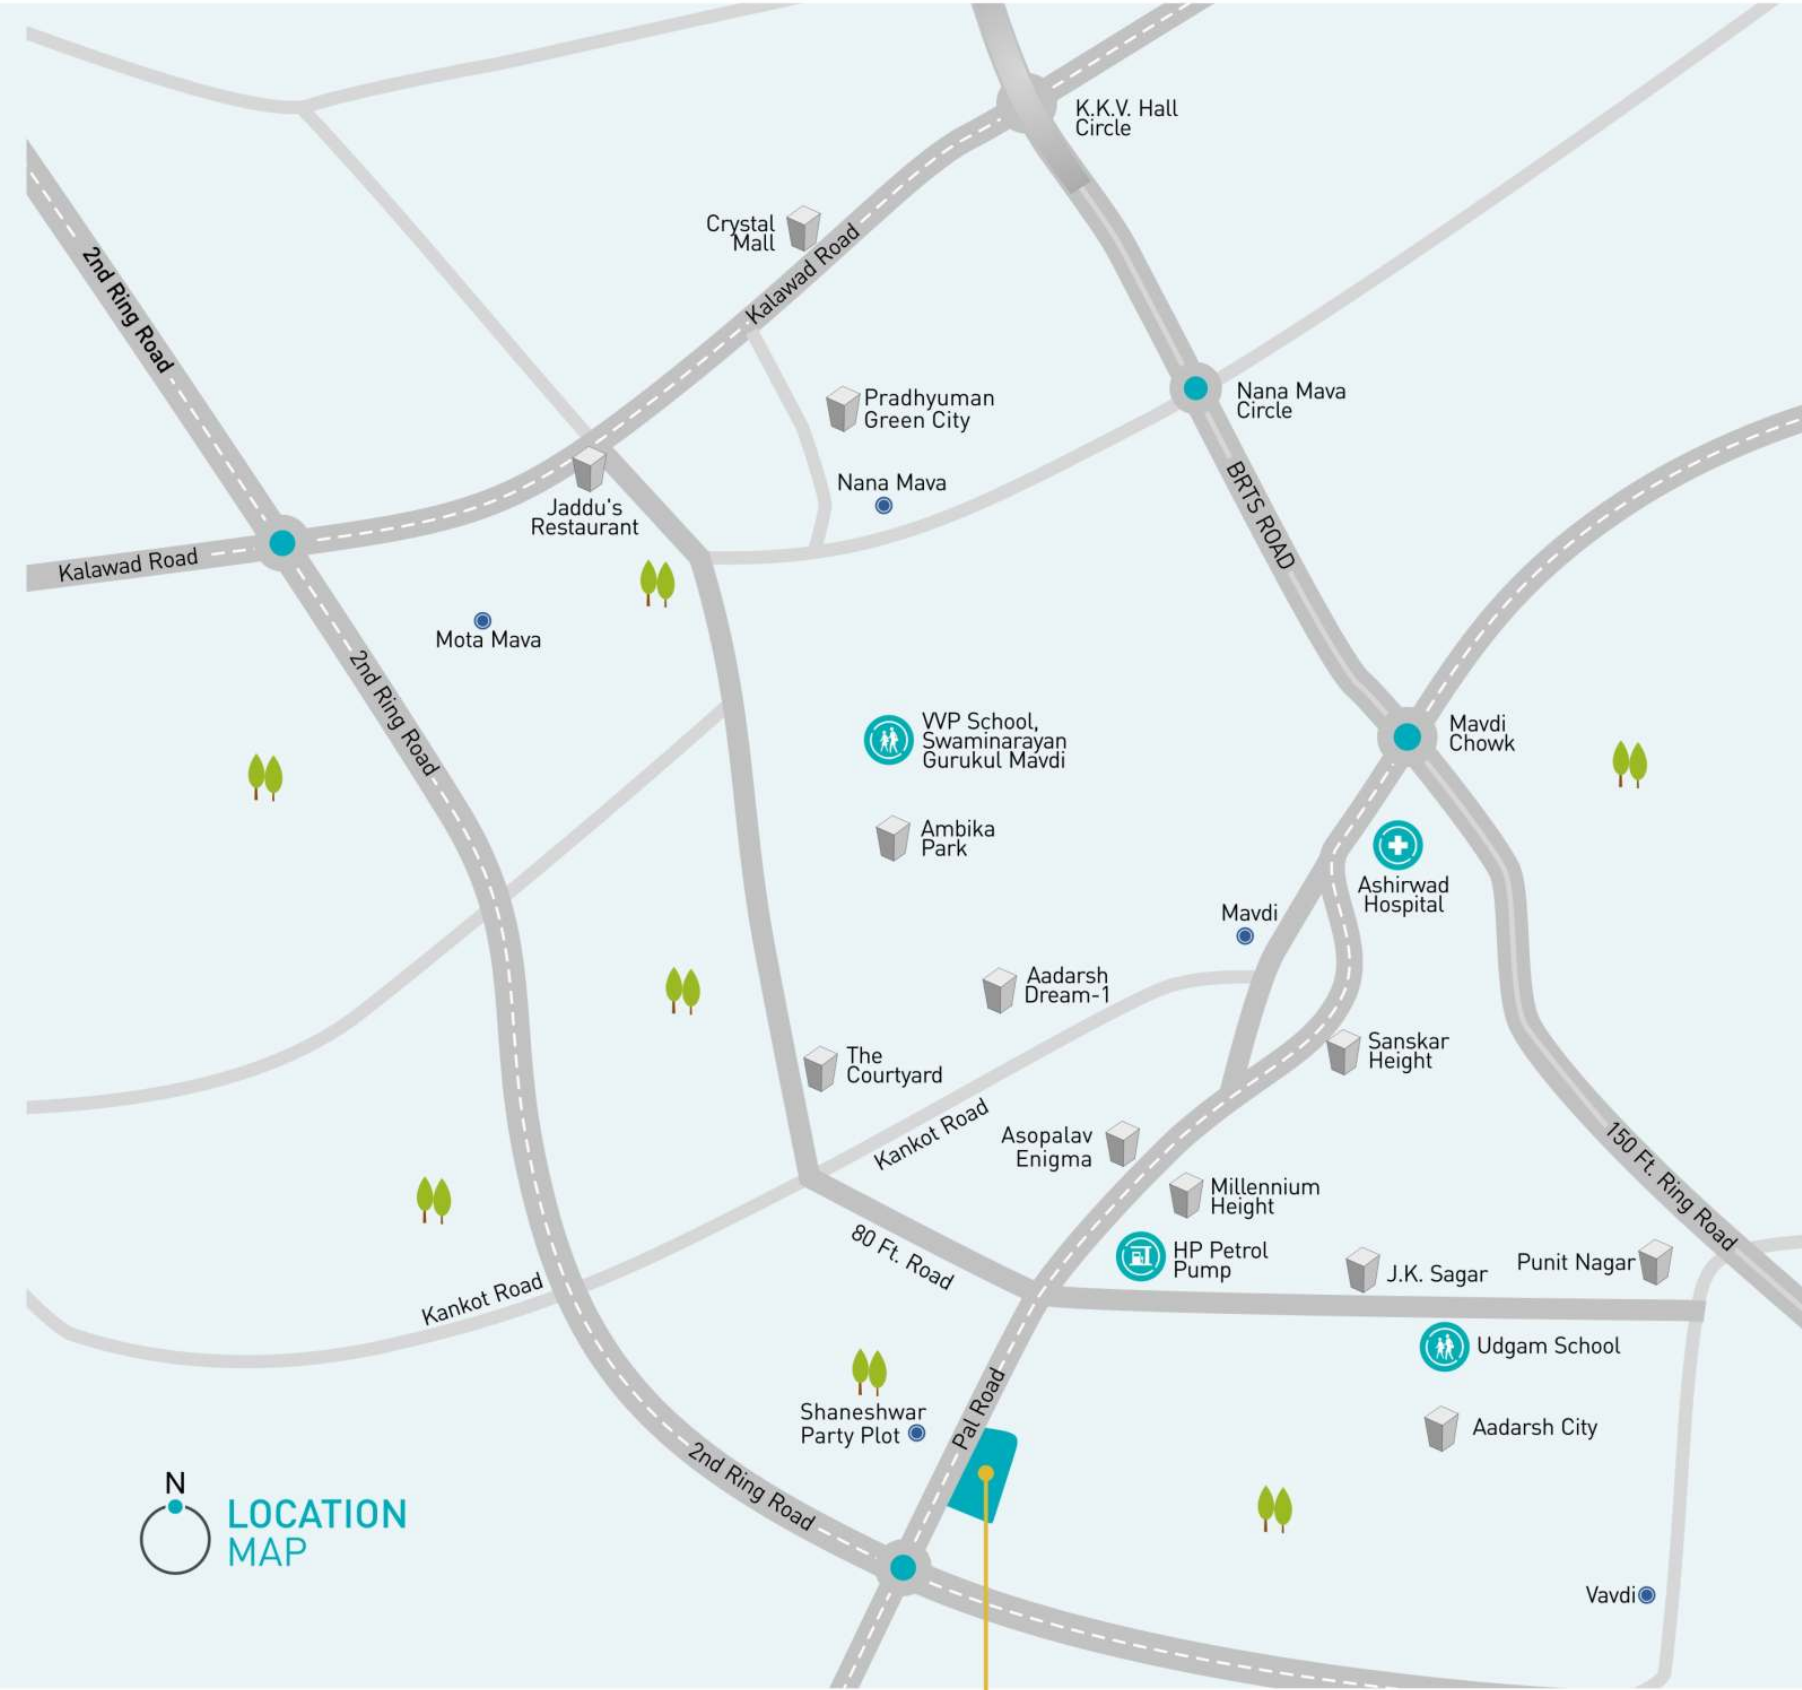 K.K.V. Hall
Circle
Crystal
Mall
Kalawad Road
2nd Ring Road
Pradhyuman
Green City
Nana Mava
Circle
Nana Mava
BRTS ROAD
Jaddu's
Restaurant
Kalawad Road
Mota Mava
2nd Ring Road
VVP School,
Swaminarayan
Gurukul Mavdi
Mavdi
Chowk
Ambika
Park
Ashirwad
Hospital
Mavdi
Aadarsh
Dream-1
The
Courtyard
Sanskar
Height
Kankot Road
Asopalav
Enigma
150 Ft. Ring Road
Millennium
Height
80 Ft. Road
HP Petrol
Pump
J.K. Sagar
Punit Nagar
Kankot Road
Udgam School
Pal Road
Shaneshwar
Party Plot
Aadarsh City
2nd Ring Road
N
LOCATION
MAP
Vavdi